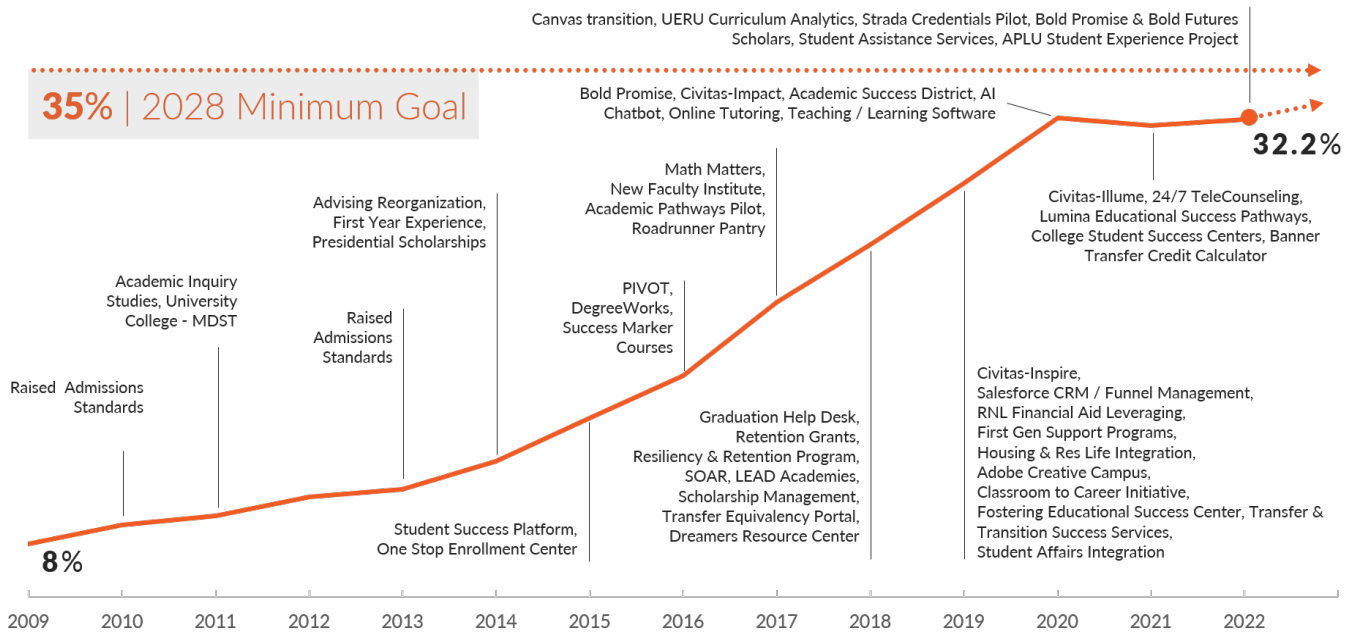 Canvas transition, UERU Curriculum Analytics, Strada Credentials Pilot, Bold Promise & Bold Futures
Scholars, Student Assistance Services, APLU Student Experience Project
35% | 2028 Minimum Goal
Bold Promise, Civitas-Impact, Academic Success District, AI
Chatbot, Online Tutoring, Teaching / Learning Software
32.2%
Math Matters,
New Faculty Institute,
Academic Pathways Pilot,
Roadrunner Pantry
Advising Reorganization,
First Year Experience,
Presidential Scholarships
Civitas-Illume, 24/7 TeleCounseling,
Lumina Educational Success Pathways,
College Student Success Centers, Banner
Transfer Credit Calculator
Academic Inquiry
Studies, University
College - MDST
PIVOT,
DegreeWorks,
Success Marker
Courses
Raised
Admissions
Standards
Raised Admissions
Standards
Civitas-Inspire,
Salesforce CRM / Funnel Management,
RNL Financial Aid Leveraging,
First Gen Support Programs,
Housing & Res Life Integration,
Adobe Creative Campus,
Classroom to Career Initiative,
Fostering Educational Success Center, Transfer &
Transition Success Services,
Student Affairs Integration
Graduation Help Desk,
Retention Grants,
Resiliency & Retention Program,
SOAR, LEAD Academies,
Scholarship Management,
Transfer Equivalency Portal,
Dreamers Resource Center
Student Success Platform,
One Stop Enrollment Center
8%
2009 2010 2011 2012 2013 2014 2015 2016 2017 2018 2019 2020 2021 2022